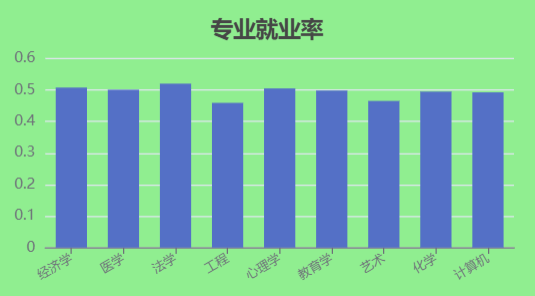 专业就业率
0.6
0.5
0.4
0.3
0.2
0.1
0
经济学
医学
法学
工程
心理学
教育学
艺术
化学
计算机